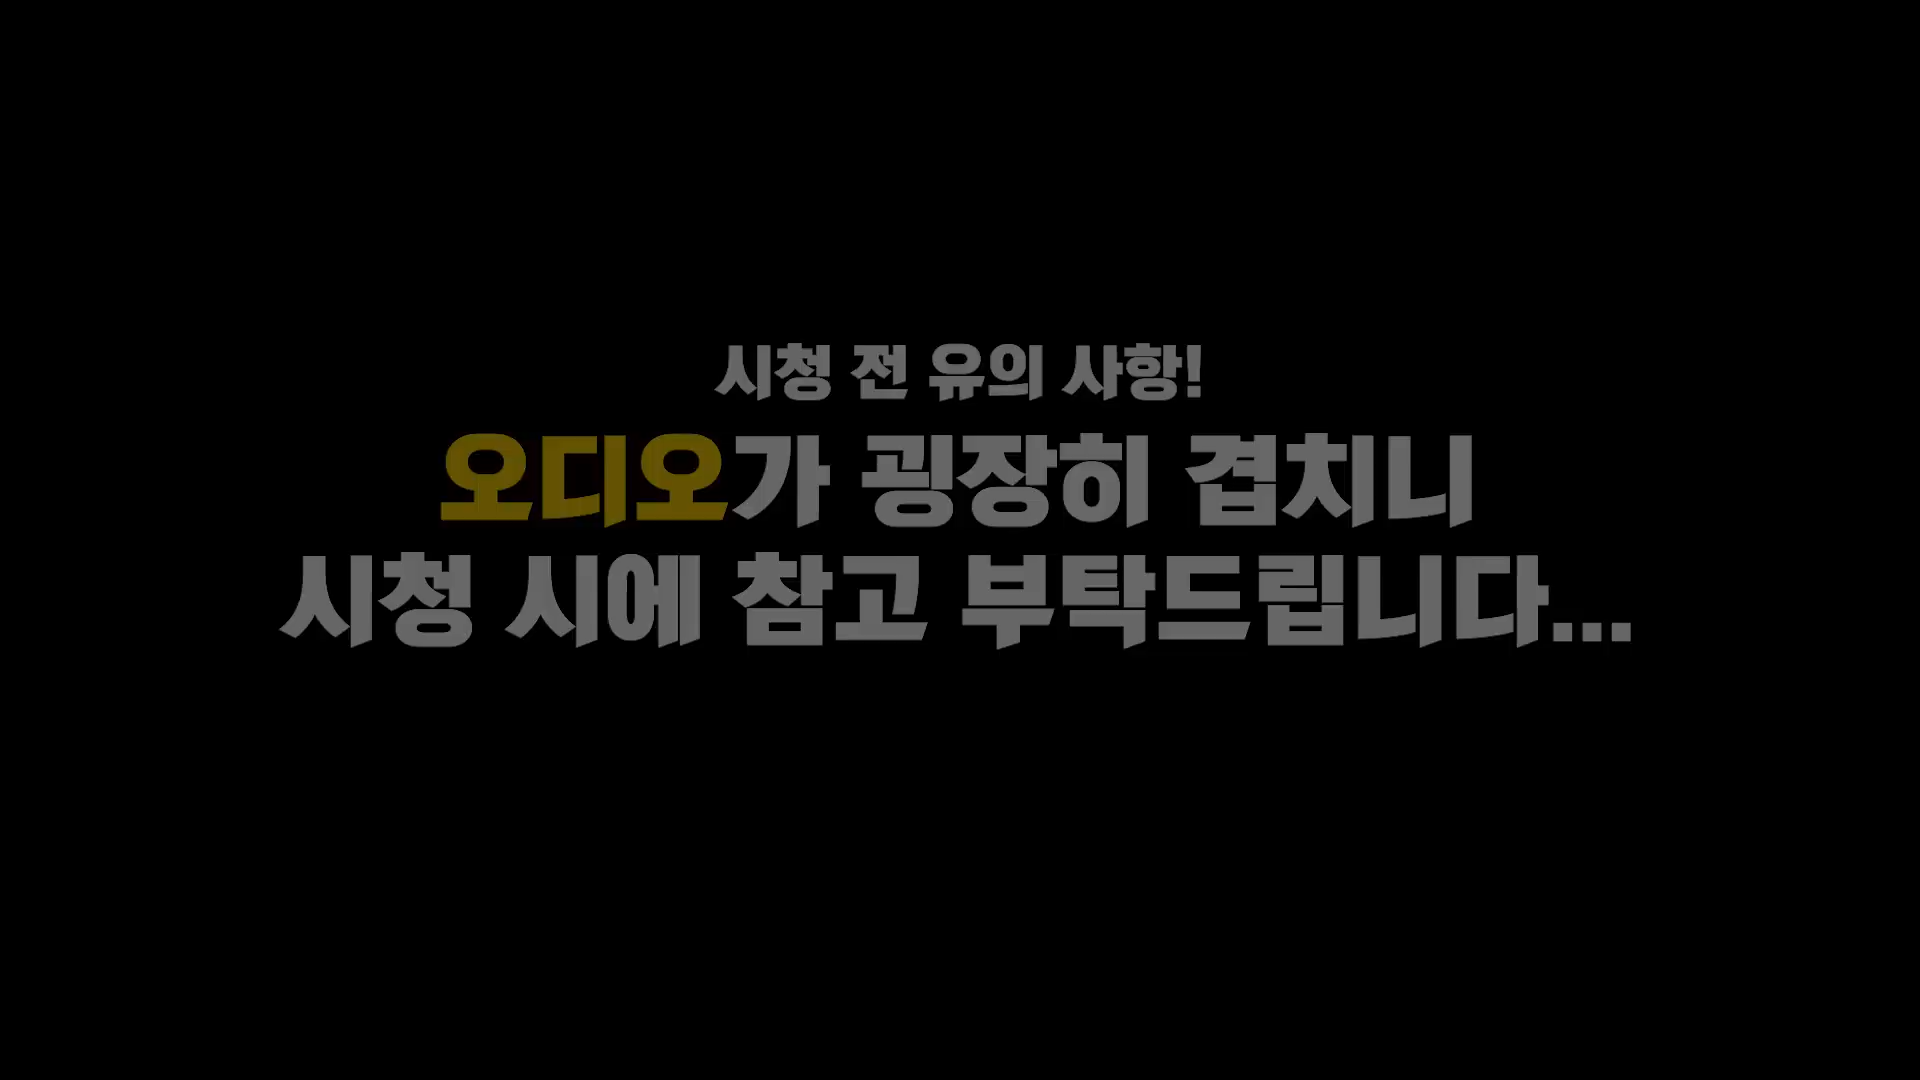 시청 전 유의 사항!
오디오가 굉장히 겹치니
시청 시에 참고 부탁드립니다...